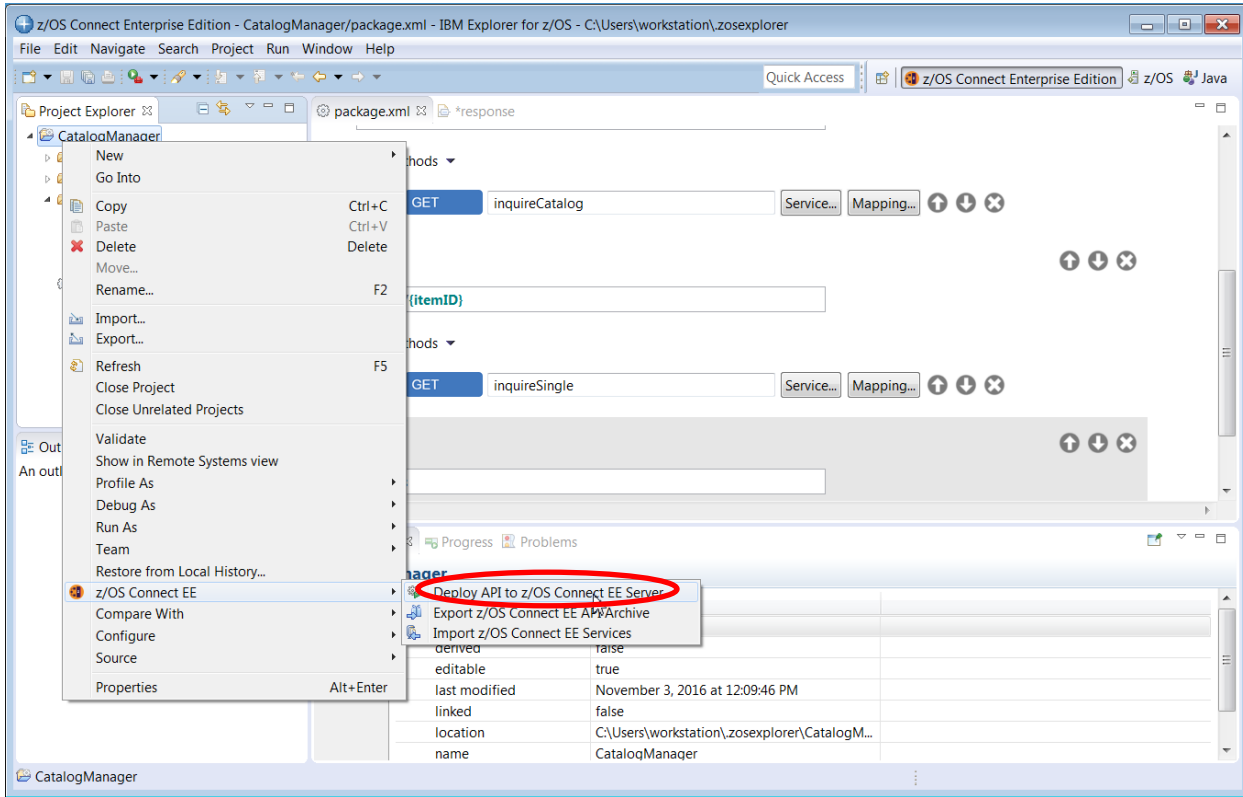 z/OS Connect Enterprise Edition - CatalogManager/package.xml - IBM Explorer for z/OS - C:\Users\workstation\.zosexplorer
File Edit Navigate Search Project Run Window Help
Quick Access z/OS Connect Enterprise Edition z/OS Java
Project Explorer package.xml *response
CatalogManager
New
Go Into
Copy Ctrl+C
Paste Ctrl+V
Delete Delete
Move...
Rename... F2
Import...
Export...
Refresh F5
Close Project
Close Unrelated Projects
Validate
Show in Remote Systems view
Profile As
Debug As
Run As
Team
Restore from Local History...
z/OS Connect EE
Compare With
Configure
Source
Properties Alt+Enter
Deploy API to z/OS Connect EE Server
Export z/OS Connect EE API Archive
Import z/OS Connect EE Services
thods
GET inquireCatalog Service... Mapping...
/{itemID}
thods
GET inquireSingle Service... Mapping...
Out
An outl
Progress Problems
nager
derived false
editable true
last modified November 3, 2016 at 12:09:46 PM
linked false
location C:\Users\workstation\.zosexplorer\CatalogM...
name CatalogManager
CatalogManager